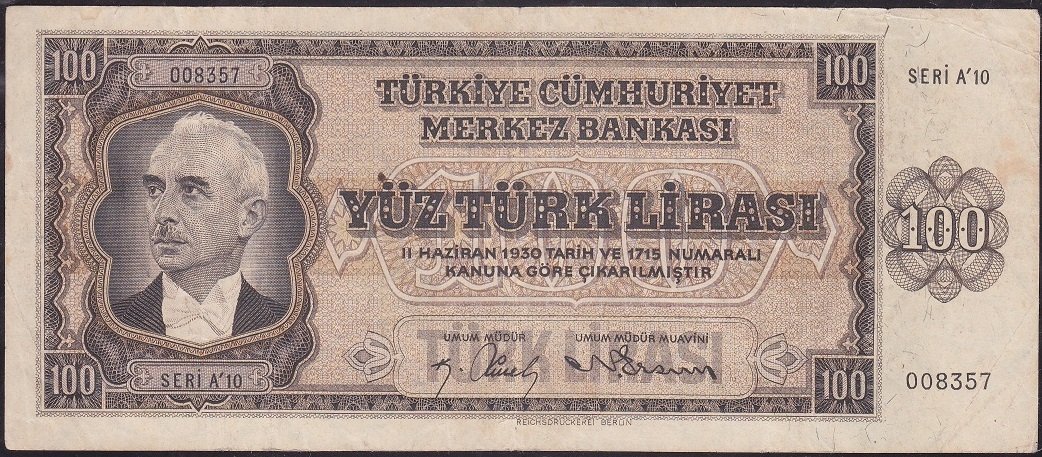 100
008357
100
SERİ A'10
TÜRKİYE CÜMHURİYET
MERKEZ BANKASI
YÜZ TÜRK LİRASI
11 HAZİRAN 1930 TARİH VE 1715 NUMARALI
KANUNA GÖRE ÇIKARILMIŞTIR
100
100
UMUM MÜDÜR UMUM MÜDÜR MUAVİNİ
TÜRK LİRASI
100
SERİ A'10
100
008357
REICHSDRUCKEREI BERLIN